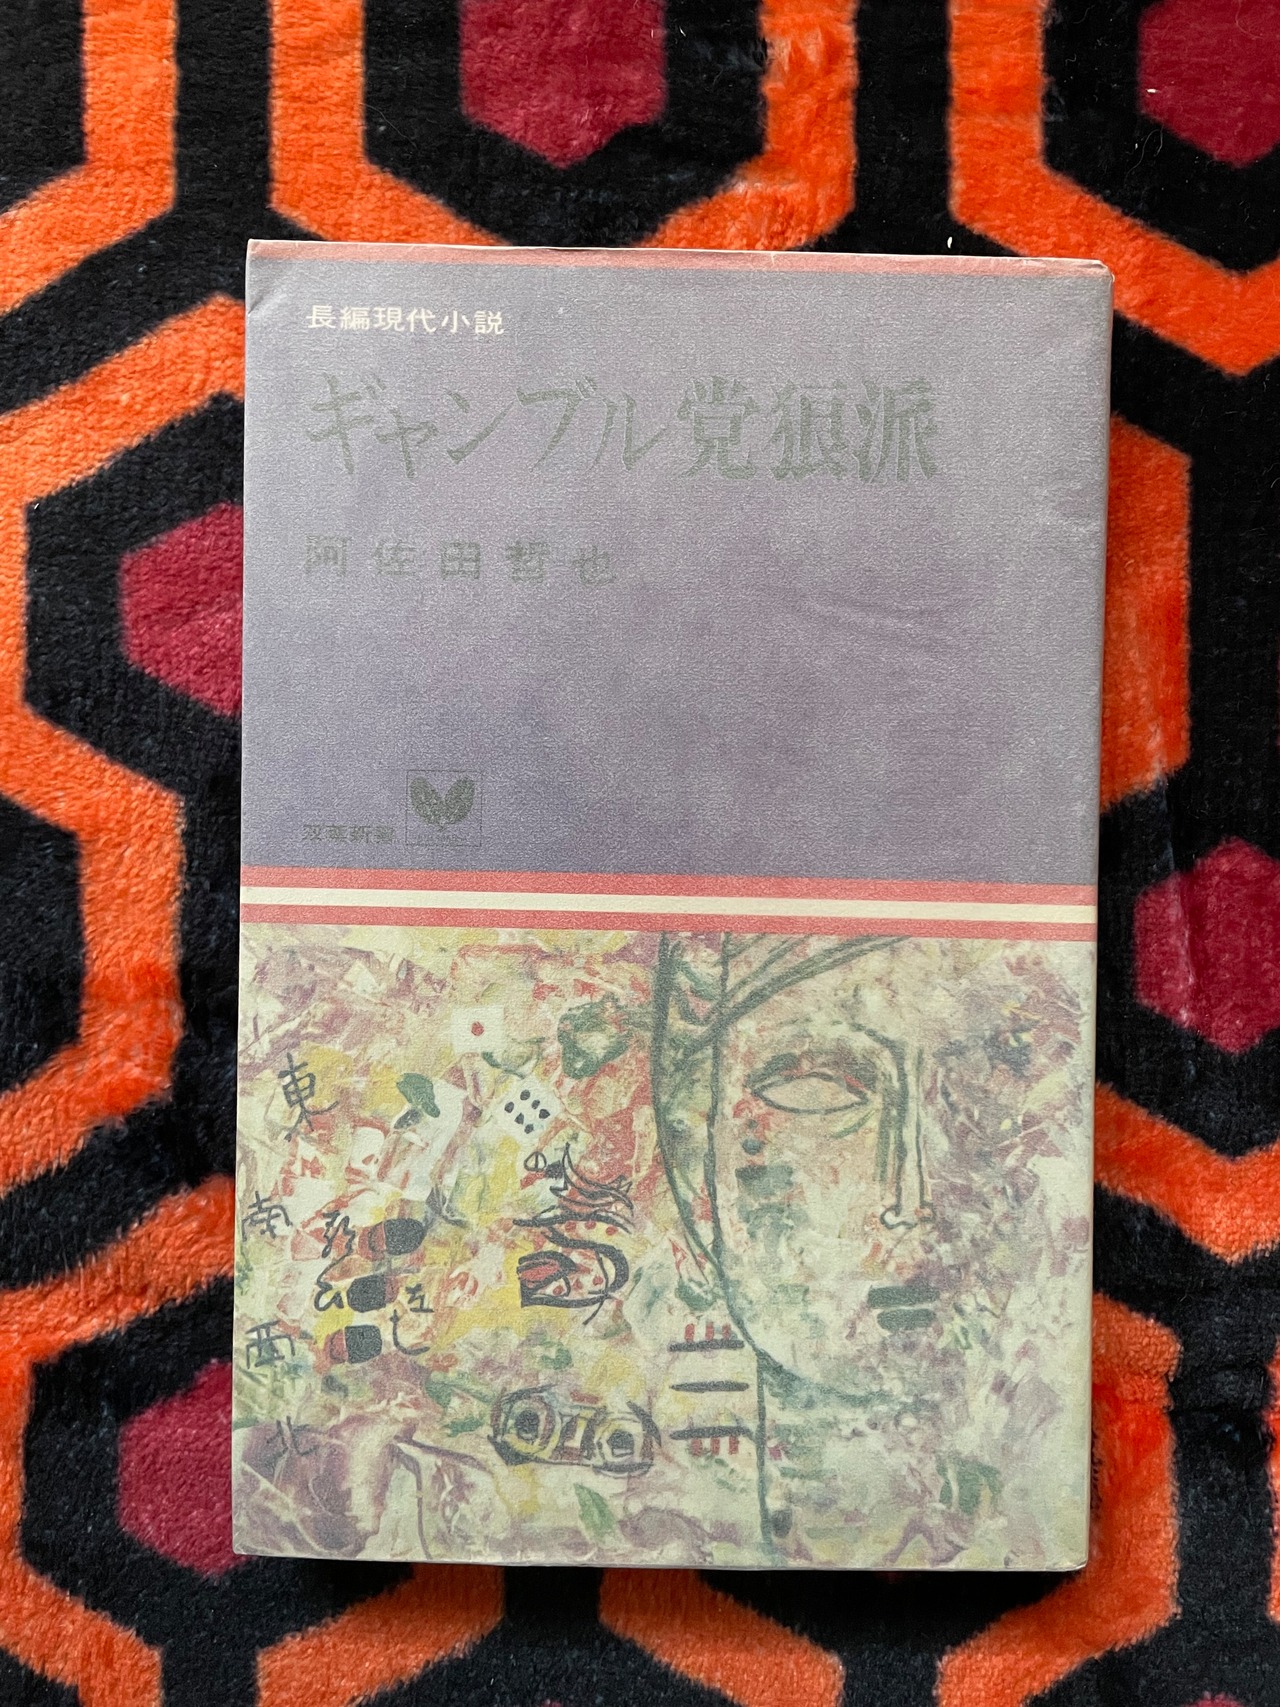 長編現代小説
ギャンブル党狼派
阿佐田哲也
双葉新書
東
南
西
北